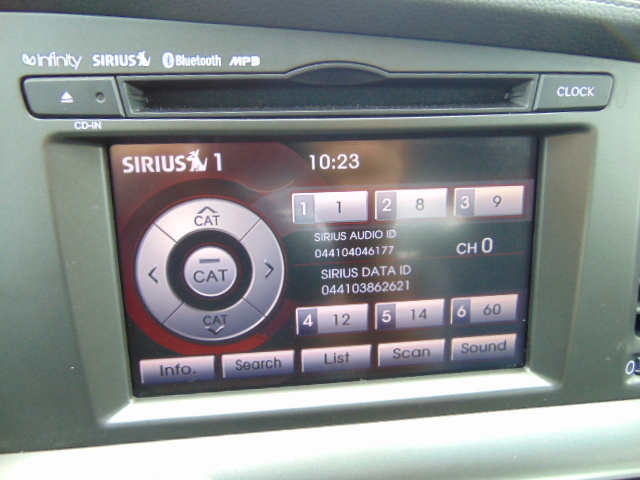 infinity SIRIUS Bluetooth MP3
CLOCK
CD-IN
SIRIUS 1 10:23
CAT
1 1 2 8 3 9
SIRIUS AUDIO ID
044104046177
CH 0
CAT
SIRIUS DATA ID
044103862621
CAT
4 12 5 14 6 60
Info. Search List Scan Sound
0